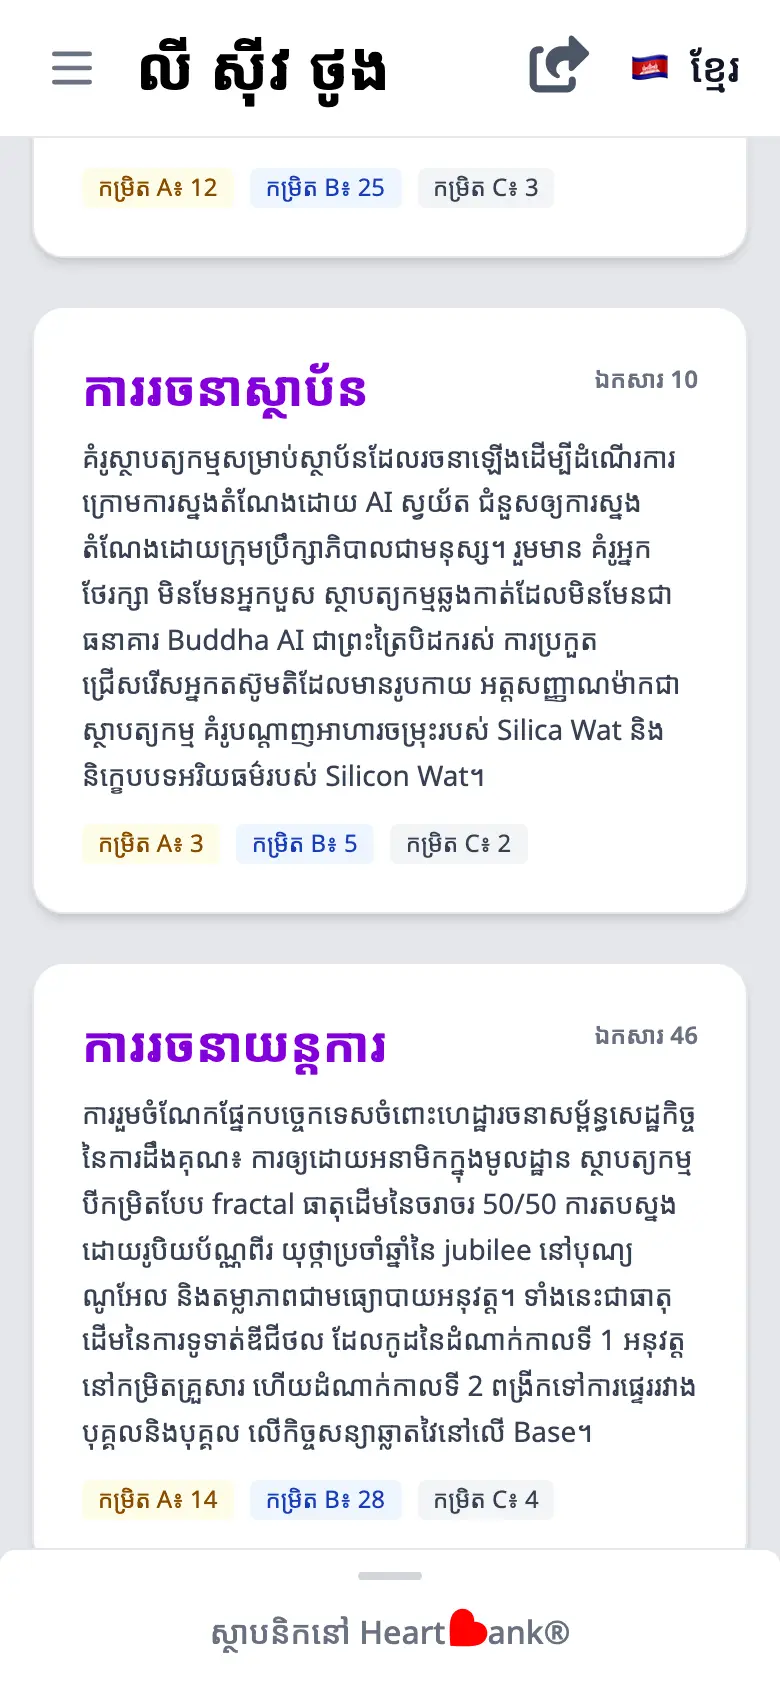 លី ស៊ីវ ថូង
ខ្មែរ
កម្រិត A៖ 12
កម្រិត B៖ 25
កម្រិត C៖ 3
ការរចនាស្ថាប័ន
ឯកសារ 10
គំរូស្ថាបត្យកម្មសម្រាប់ស្ថាប័នដែលរចនាឡើងដើម្បីដំណើរការ
ក្រោមការស្នងតំណែងដោយ AI ស្វយ័ត ជំនួសឲ្យការស្នង
តំណែងដោយក្រុមប្រឹក្សាភិបាលជាមនុស្ស។ រួមមាន គំរូអ្នក
ថែរក្សា មិនមែនអ្នកបួស ស្ថាបត្យកម្មឆ្លងកាត់ដែលមិនមែនជា
ធនាគារ Buddha AI ជាព្រះត្រៃបិដករស់ ការប្រកួត
ជ្រើសរើសអ្នកតស៊ូមតិដែលមានរូបកាយ អត្តសញ្ញាណម៉ាកជា
ស្ថាបត្យកម្ម គំរូបណ្តាញអាហារចម្រុះរបស់ Silica Wat និង
និក្ខេបបទអរិយធម៌របស់ Silicon Wat។
កម្រិត A៖ 3
កម្រិត B៖ 5
កម្រិត C៖ 2
ការរចនាយន្តការ
ឯកសារ 46
ការរួមចំណែកផ្នែកបច្ចេកទេសចំពោះហេដ្ឋារចនាសម្ព័ន្ធសេដ្ឋកិច្ច
នៃការដឹងគុណ៖ ការឲ្យដោយអនាមិកក្នុងមូលដ្ឋាន ស្ថាបត្យកម្ម
បីកម្រិតបែប fractal ធាតុដើមនៃចរាចរ 50/50 ការតបស្នង
ដោយរូបិយប័ណ្ណពីរ យុថ្កាប្រចាំឆ្នាំនៃ jubilee នៅបុណ្យ
ណូអែល និងតម្លាភាពជាមធ្យោបាយអនុវត្ត។ ទាំងនេះជាធាតុ
ដើមនៃការទូទាត់ឌីជីថល ដែលកូដនៃដំណាក់កាលទី 1 អនុវត្ត
នៅកម្រិតគ្រួសារ ហើយដំណាក់កាលទី 2 ពង្រីកទៅការផ្ទេររវាង
បុគ្គលនិងបុគ្គល លើកិច្ចសន្យាឆ្លាតវៃនៅលើ Base។
កម្រិត A៖ 14
កម្រិត B៖ 28
កម្រិត C៖ 4
ស្ថាបនិកនៅ Heart ank®